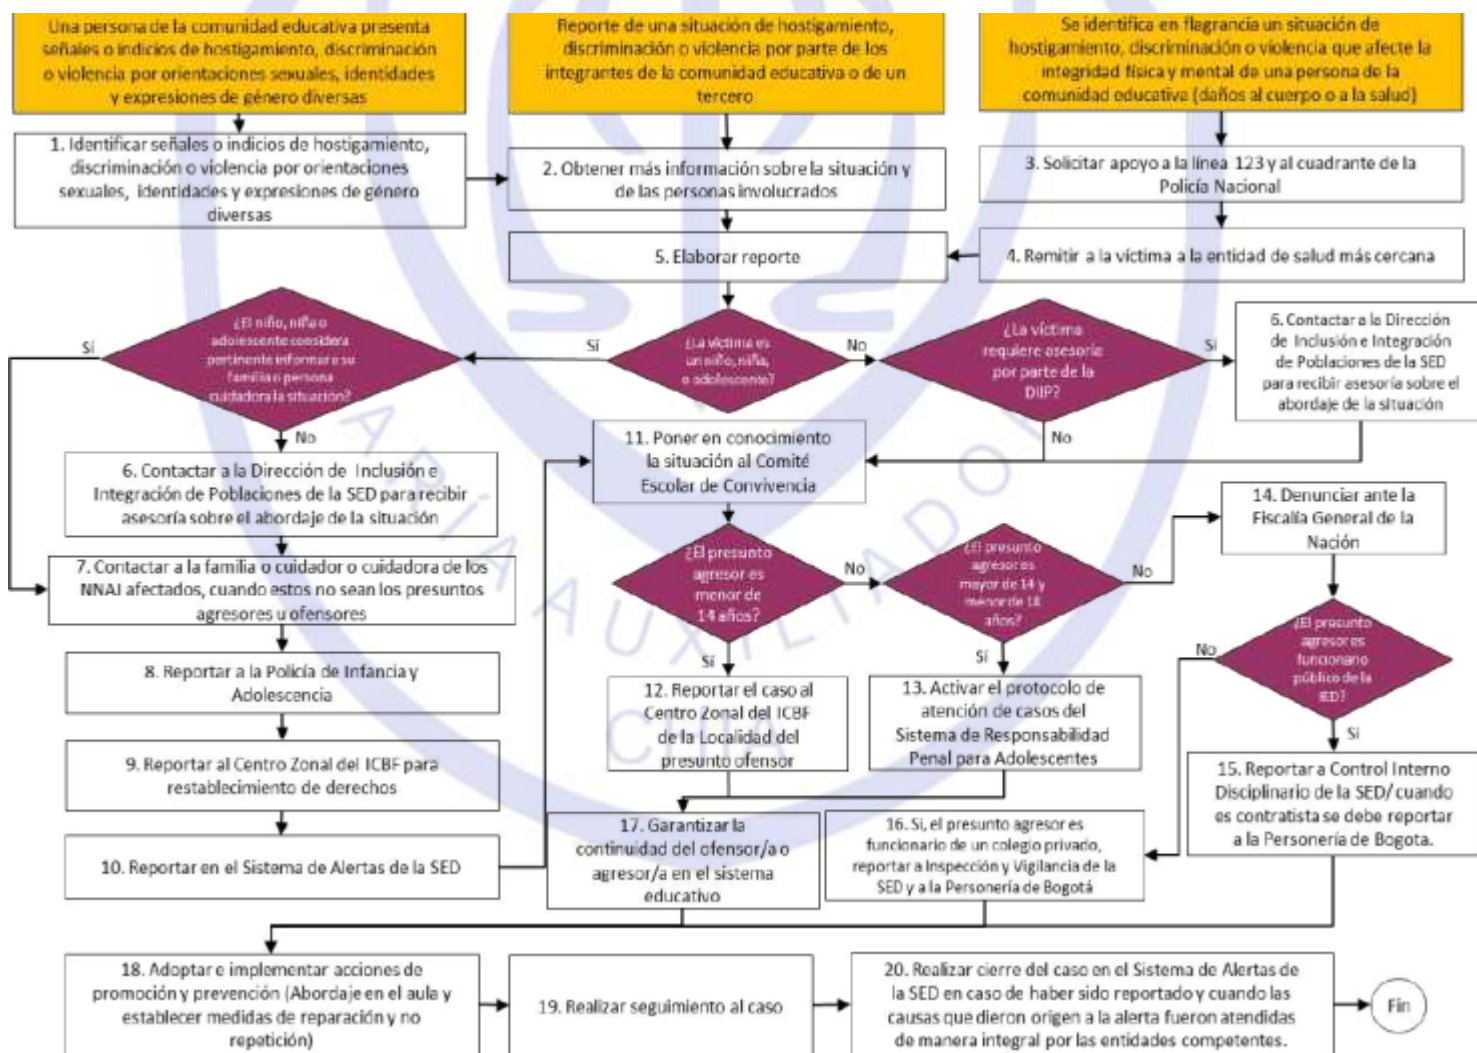 Una persona de la comunidad educativa presenta
señales o indicios de hostigamiento, discriminación
o violencia por orientaciones sexuales, identidades
y expresiones de género diversas
Reporte de una situación de hostigamiento,
discriminación o violencia por parte de los
integrantes de la comunidad educativa o de un
tercero
Se identifica en flagrancia un situación de
hostigamiento, discriminación o violencia que afecte la
integridad física y mental de una persona de la
comunidad educativa (daños al cuerpo o a la salud)
1. Identificar señales o indicios de hostigamiento,
discriminación o violencia por orientaciones
sexuales, identidades y expresiones de género
diversas
2. Obtener más información sobre la situación y
de las personas involucrados
3. Solicitar apoyo a la línea 123 y al cuadrante de la
Policía Nacional
5. Elaborar reporte
4. Remitir a la víctima a la entidad de salud más cercana
Sí
¿El niño, niña o
adolescente considera
pertinente informar a su
familia o persona
cuidadora la situación?
Sí
¿La víctima es
un niño, niña,
o adolescente?
No
¿La víctima
requiere asesoría
por parte de la
DIIP?
Sí
6. Contactar a la Dirección
de Inclusión e Integración
de Poblaciones de la SED
para recibir asesoría sobre el
abordaje de la situación
No
No
6. Contactar a la Dirección de Inclusión e
Integración de Poblaciones de la SED para recibir
asesoría sobre el abordaje de la situación
11. Poner en conocimiento
la situación al Comité
Escolar de Convivencia
14. Denunciar ante la
Fiscalía General de la
Nación
7. Contactar a la familia o cuidador o cuidadora de los
NNAJ afectados, cuando estos no sean los presuntos
agresores u ofensores
¿El presunto
agresor es
menor de
14 años?
No
¿El presunto
agresor es
mayor de 14 y
menor de 18
años?
No
¿El presunto
agresor es
funcionario
público de la
SED?
No
Sí
8. Reportar a la Policía de Infancia y
Adolescencia
Sí
Sí
12. Reportar el caso al
Centro Zonal del ICBF
de la Localidad del
presunto ofensor
13. Activar el protocolo de
atención de casos del
Sistema de Responsabilidad
Penal para Adolescentes
9. Reportar al Centro Zonal del ICBF para
restablecimiento de derechos
15. Reportar a Control Interno
Disciplinario de la SED/ cuando
es contratista se debe reportar
a la Personería de Bogota.
10. Reportar en el Sistema de Alertas de la SED
17. Garantizar la
continuidad del ofensor/a o
agresor/a en el sistema
educativo
16. Si, el presunto agresor es
funcionario de un colegio privado,
reportar a Inspección y Vigilancia de la
SED y a la Personería de Bogotá
18. Adoptar e implementar acciones de
promoción y prevención (Abordaje en el aula y
establecer medidas de reparación y no
repetición)
19. Realizar seguimiento al caso
20. Realizar cierre del caso en el Sistema de Alertas de
la SED en caso de haber sido reportado y cuando las
causas que dieron origen a la alerta fueron atendidas
de manera integral por las entidades competentes.
Fin
ARÍA AUXILIADOR
CHIA